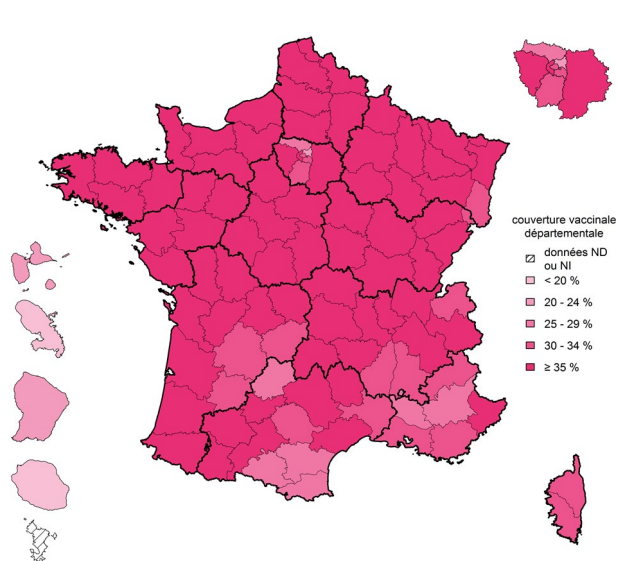 couverture vaccinale
départementale
données ND
ou NI
< 20 %
20 - 24 %
25 - 29 %
30 - 34 %
≥ 35 %